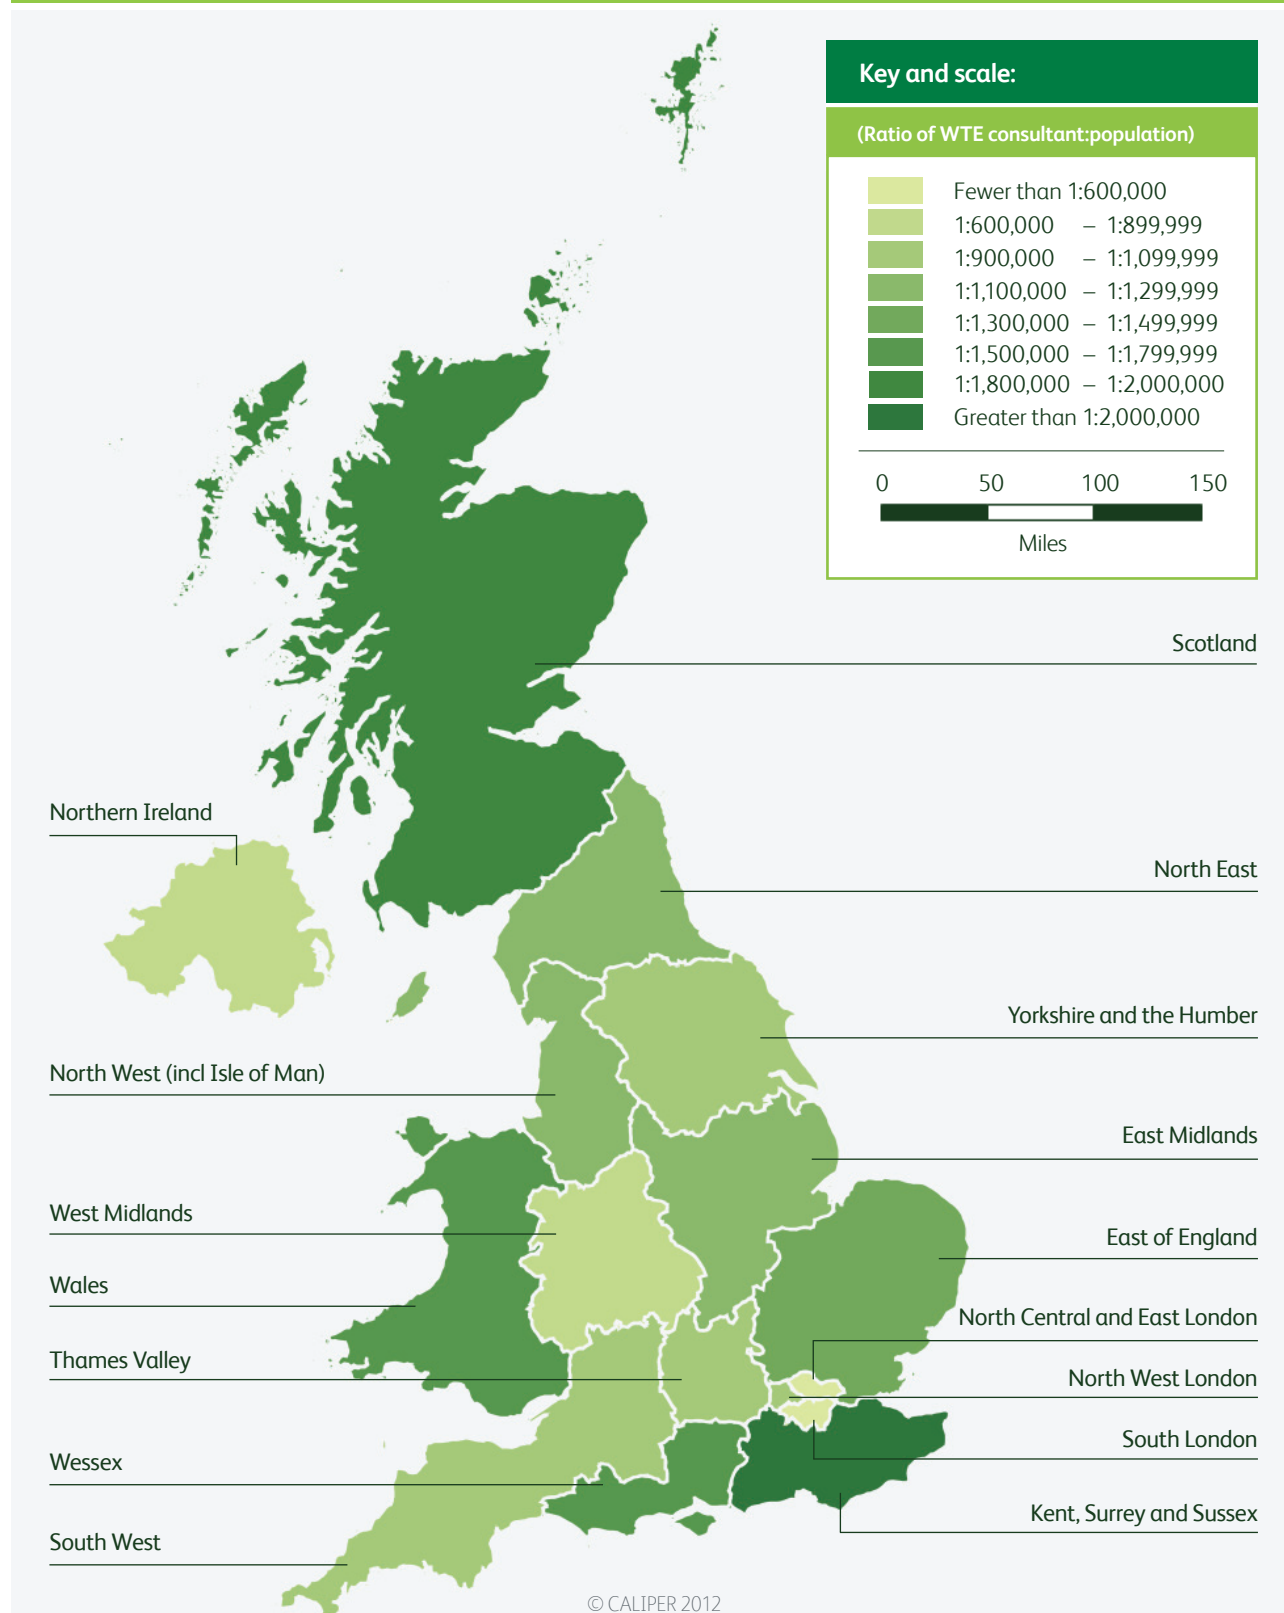 Key and scale:
(Ratio of WTE consultant:population)
Fewer than 1:600,000
1:600,000 – 1:899,999
1:900,000 – 1:1,099,999
1:1,100,000 – 1:1,299,999
1:1,300,000 – 1:1,499,999
1:1,500,000 – 1:1,799,999
1:1,800,000 – 1:2,000,000
Greater than 1:2,000,000
0 50 100 150
Miles
Scotland
Northern Ireland
North East
Yorkshire and the Humber
North West (incl Isle of Man)
East Midlands
West Midlands
East of England
Wales
North Central and East London
Thames Valley
North West London
South London
Wessex
Kent, Surrey and Sussex
South West
© CALIPER 2012